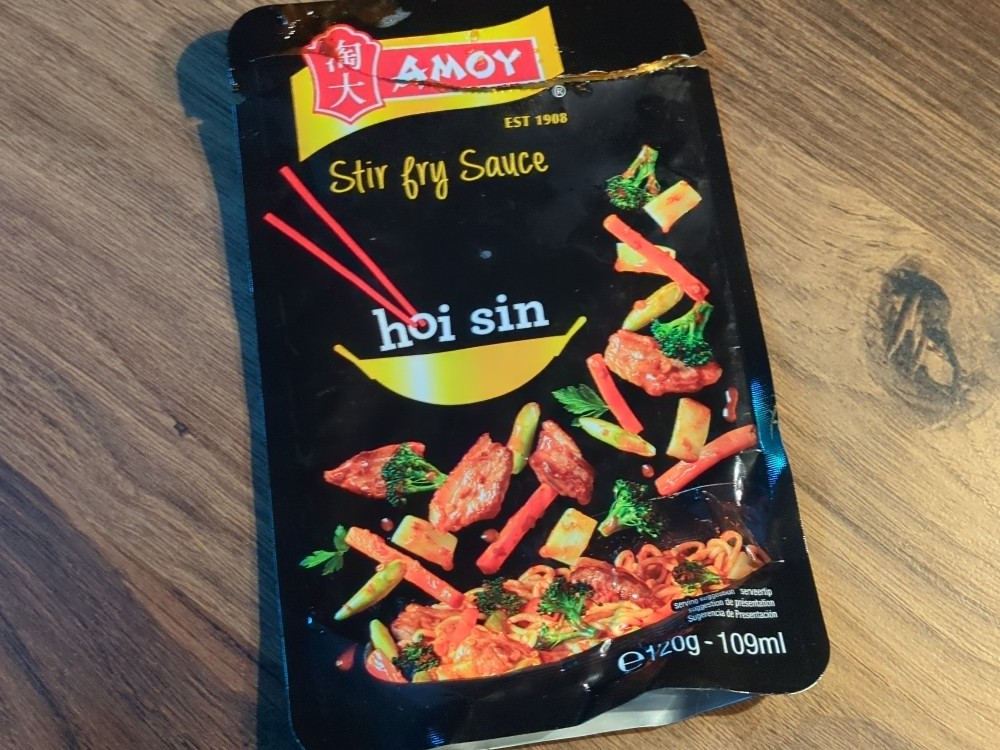 淘大
AMOY
®
EST 1908
Stir fry Sauce
hoi sin
serving suggestion serveertip
suggestion de présentation
Sugerencia de Presentación
℮120g - 109ml